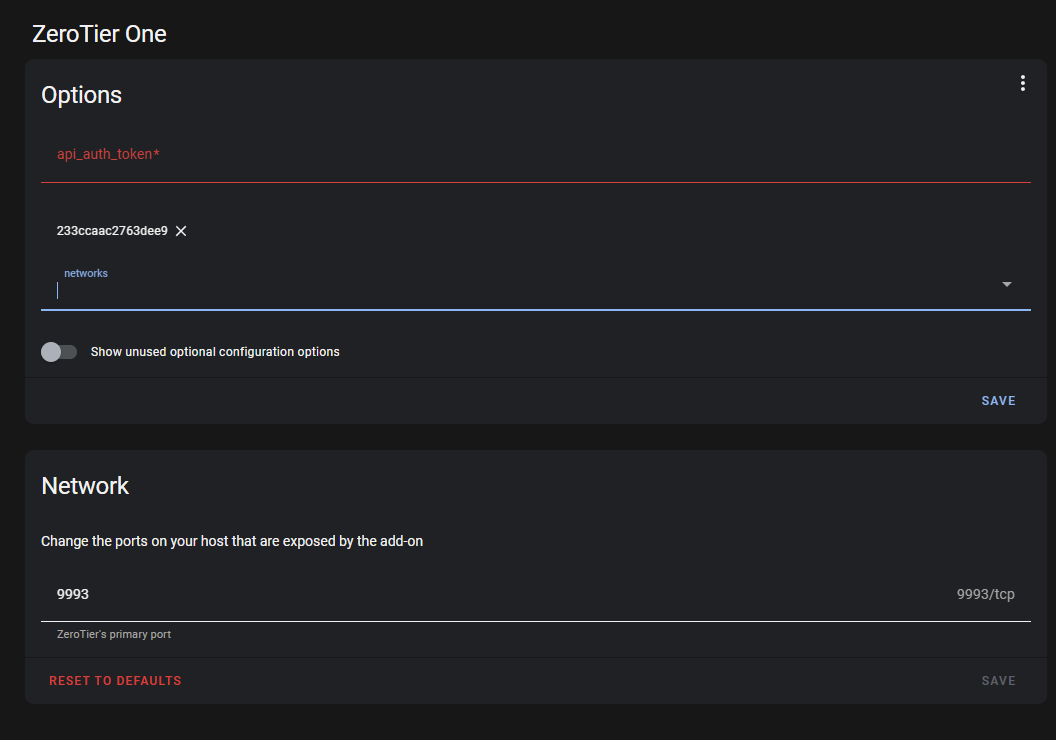 ZeroTier One
Options
api_auth_token*
233ccaac2763dee9
networks
Show unused optional configuration options
SAVE
Network
Change the ports on your host that are exposed by the add-on
9993 9993/tcp
ZeroTier's primary port
RESET TO DEFAULTS SAVE